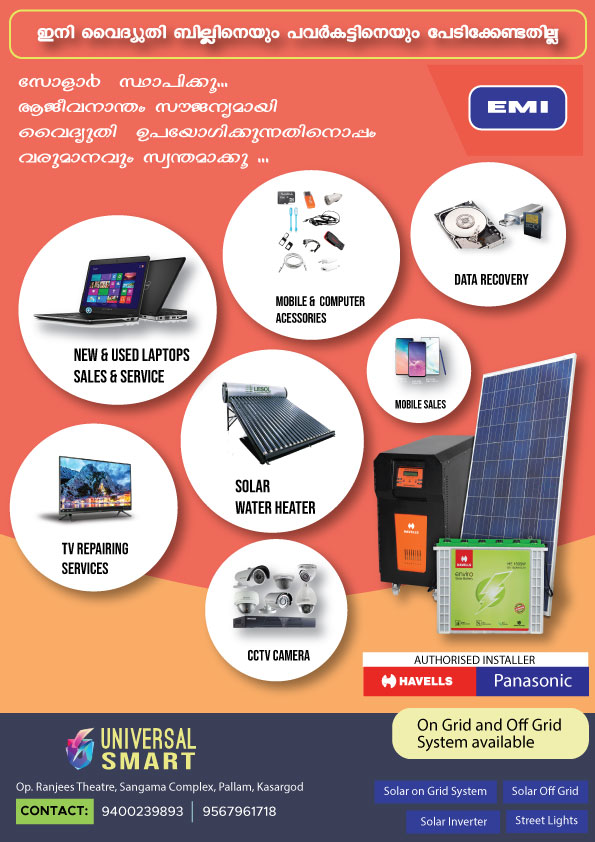 ഇനി വൈദ്യുതി ബില്ലിനെയും പവർകട്ടിനെയും പേടിക്കേണ്ടതില്ല
സോളാർ സ്ഥാപിക്കൂ...
ആജീവനാന്തം സൗജന്യമായി
വൈദ്യുതി ഉപയോഗിക്കുന്നതിനൊപ്പം
വരുമാനവും സ്വന്തമാക്കൂ ...
EMI
DATA RECOVERY
MOBILE & COMPUTER
ACESSORIES
NEW & USED LAPTOPS
SALES & SERVICE
MOBILE SALES
SOLAR
WATER HEATER
TV REPAIRING
SERVICES
CCTV CAMERA
HAVELLS
HAVELLS
enviro
AUTHORISED INSTALLER
HAVELLS
Panasonic
On Grid and Off Grid
System available
UNIVERSAL
SMART
Op. Ranjees Theatre, Sangama Complex, Pallam, Kasargod
CONTACT: 9400239893 | 9567961718
Solar on Grid System
Solar Off Grid
Solar Inverter
Street Lights